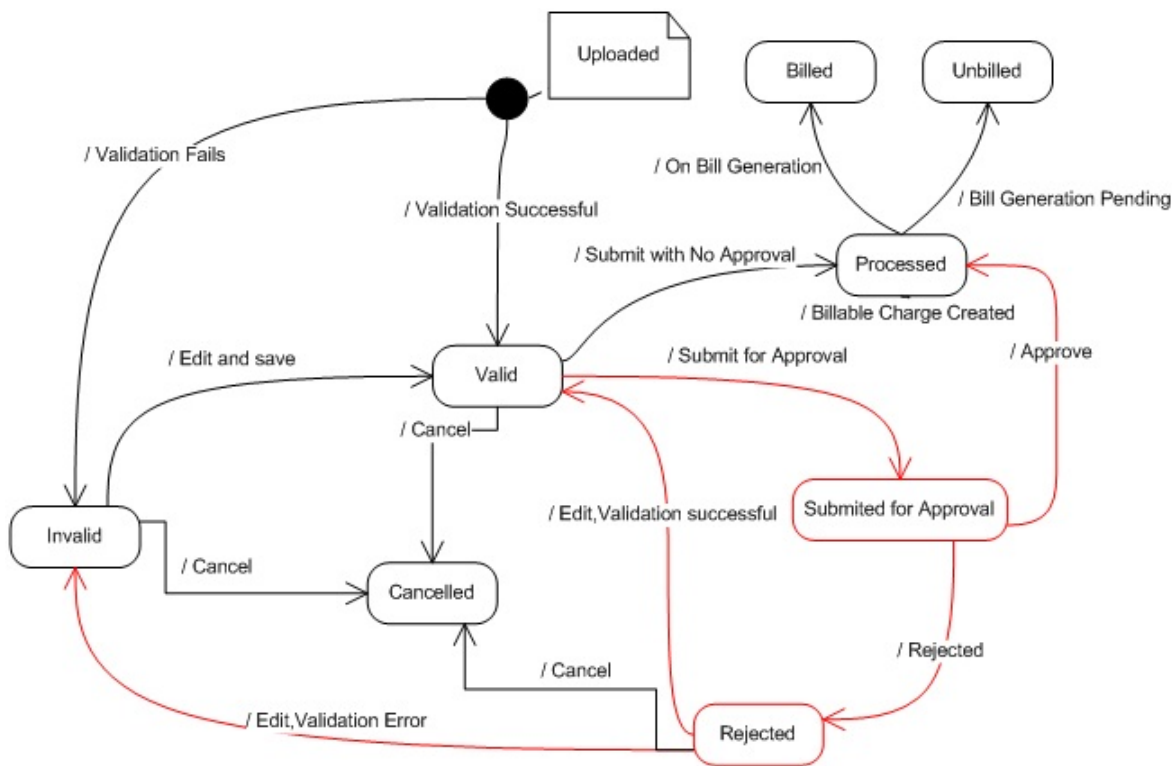 Uploaded
Billed
Unbilled
/ Validation Fails
/ On Bill Generation
/ Validation Successful
/ Bill Generation Pending
/ Submit with No Approval
Processed
/ Billable Charge Created
/ Edit and save
Valid
/ Submit for Approval
/ Approve
/ Cancel
/ Edit,Validation successful
Submited for Approval
Invalid
/ Cancel
Cancelled
/ Rejected
/ Cancel
/ Edit,Validation Error
Rejected